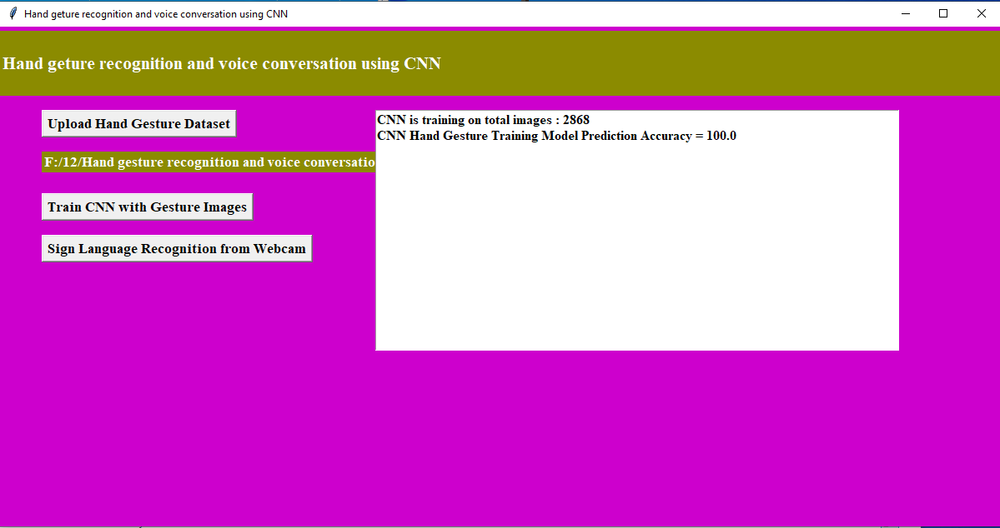 Hand geture recognition and voice conversation using CNN
Hand geture recognition and voice conversation using CNN
Upload Hand Gesture Dataset
F:/12/Hand gesture recognition and voice conversatio
Train CNN with Gesture Images
Sign Language Recognition from Webcam
CNN is training on total images : 2868
CNN Hand Gesture Training Model Prediction Accuracy = 100.0